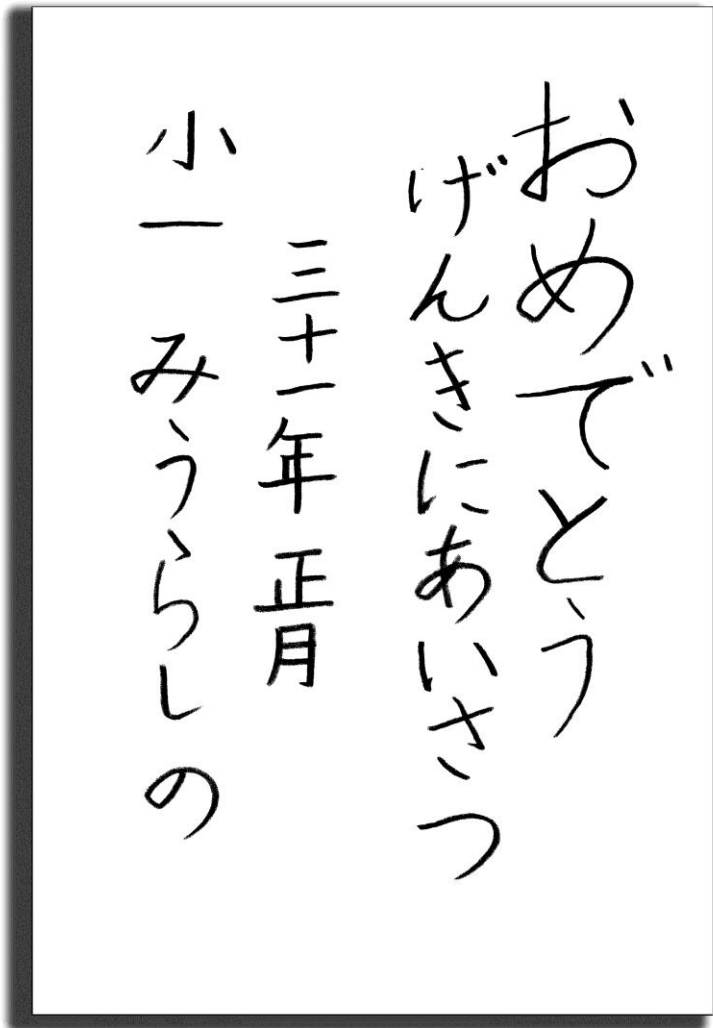 おめでとう
げんきにあいさつ
三十一年 正月
小一 みうらしの